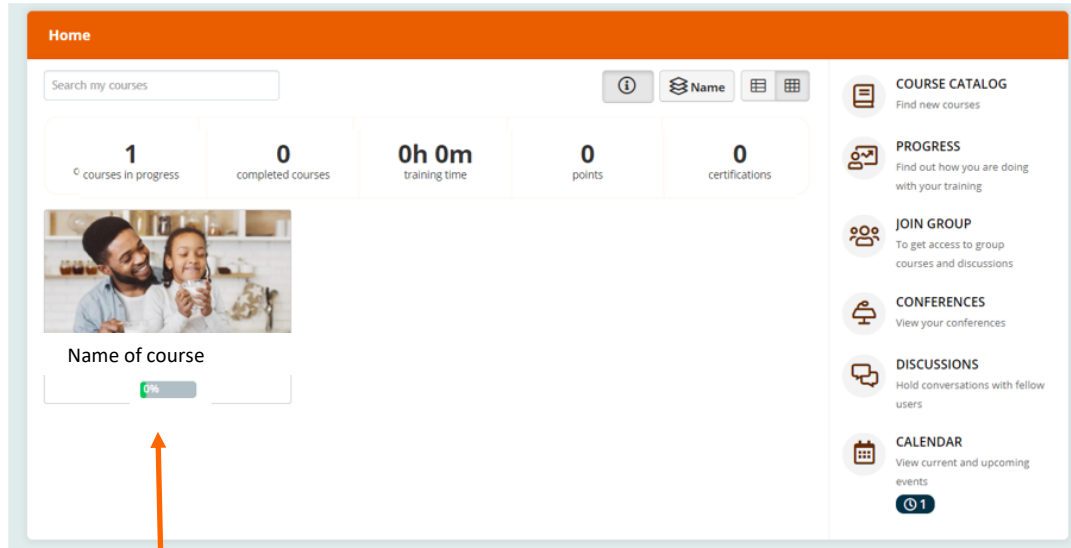 Home
Search my courses
Name
1
courses in progress
0
completed courses
0h 0m
training time
0
points
0
certifications
Name of course
0%
COURSE CATALOG
Find new courses
PROGRESS
Find out how you are doing
with your training
JOIN GROUP
To get access to group
courses and discussions
CONFERENCES
View your conferences
DISCUSSIONS
Hold conversations with fellow
users
CALENDAR
View current and upcoming
events
1